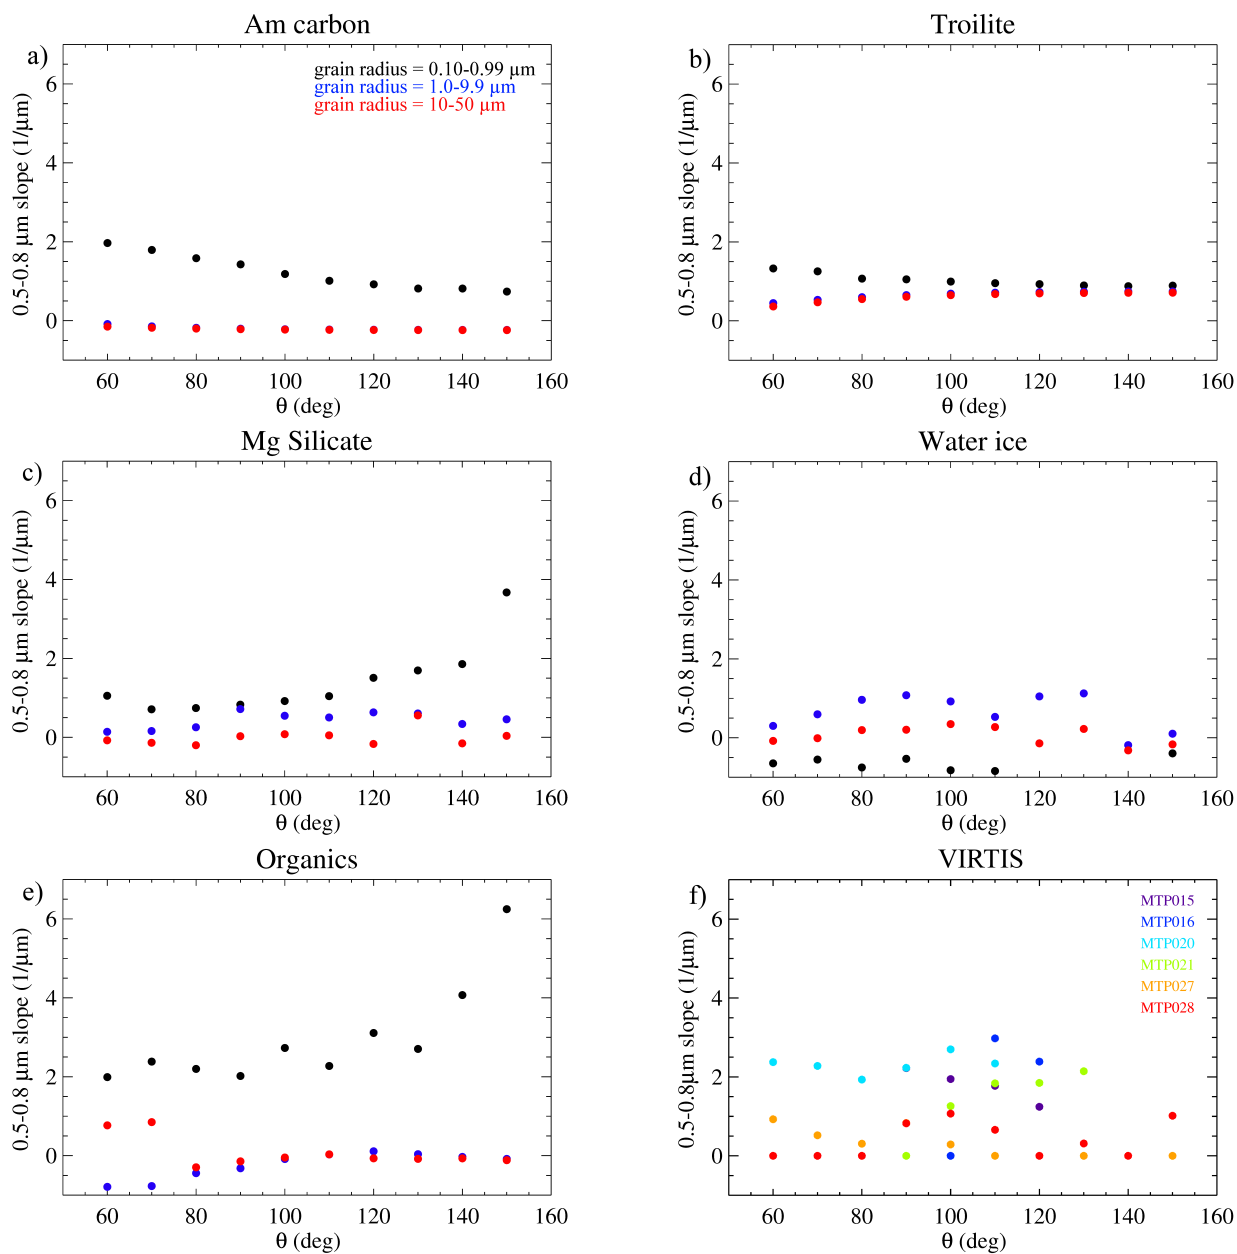 Am carbon
a)
grain radius = 0.10-0.99 µm
grain radius = 1.0-9.9 µm
grain radius = 10-50 µm
6
4
2
0
0.5-0.8 µm slope (1/µm)
60 80 100 120 140 160
θ (deg)
Troilite
b)
6
4
2
0
0.5-0.8 µm slope (1/µm)
60 80 100 120 140 160
θ (deg)
Mg Silicate
c)
6
4
2
0
0.5-0.8 µm slope (1/µm)
60 80 100 120 140 160
θ (deg)
Water ice
d)
6
4
2
0
0.5-0.8 µm slope (1/µm)
60 80 100 120 140 160
θ (deg)
Organics
e)
6
4
2
0
0.5-0.8 µm slope (1/µm)
60 80 100 120 140 160
θ (deg)
VIRTIS
f)
MTP015
MTP016
MTP020
MTP021
MTP027
MTP028
6
4
2
0
0.5-0.8µm slope (1/µm)
60 80 100 120 140 160
θ (deg)